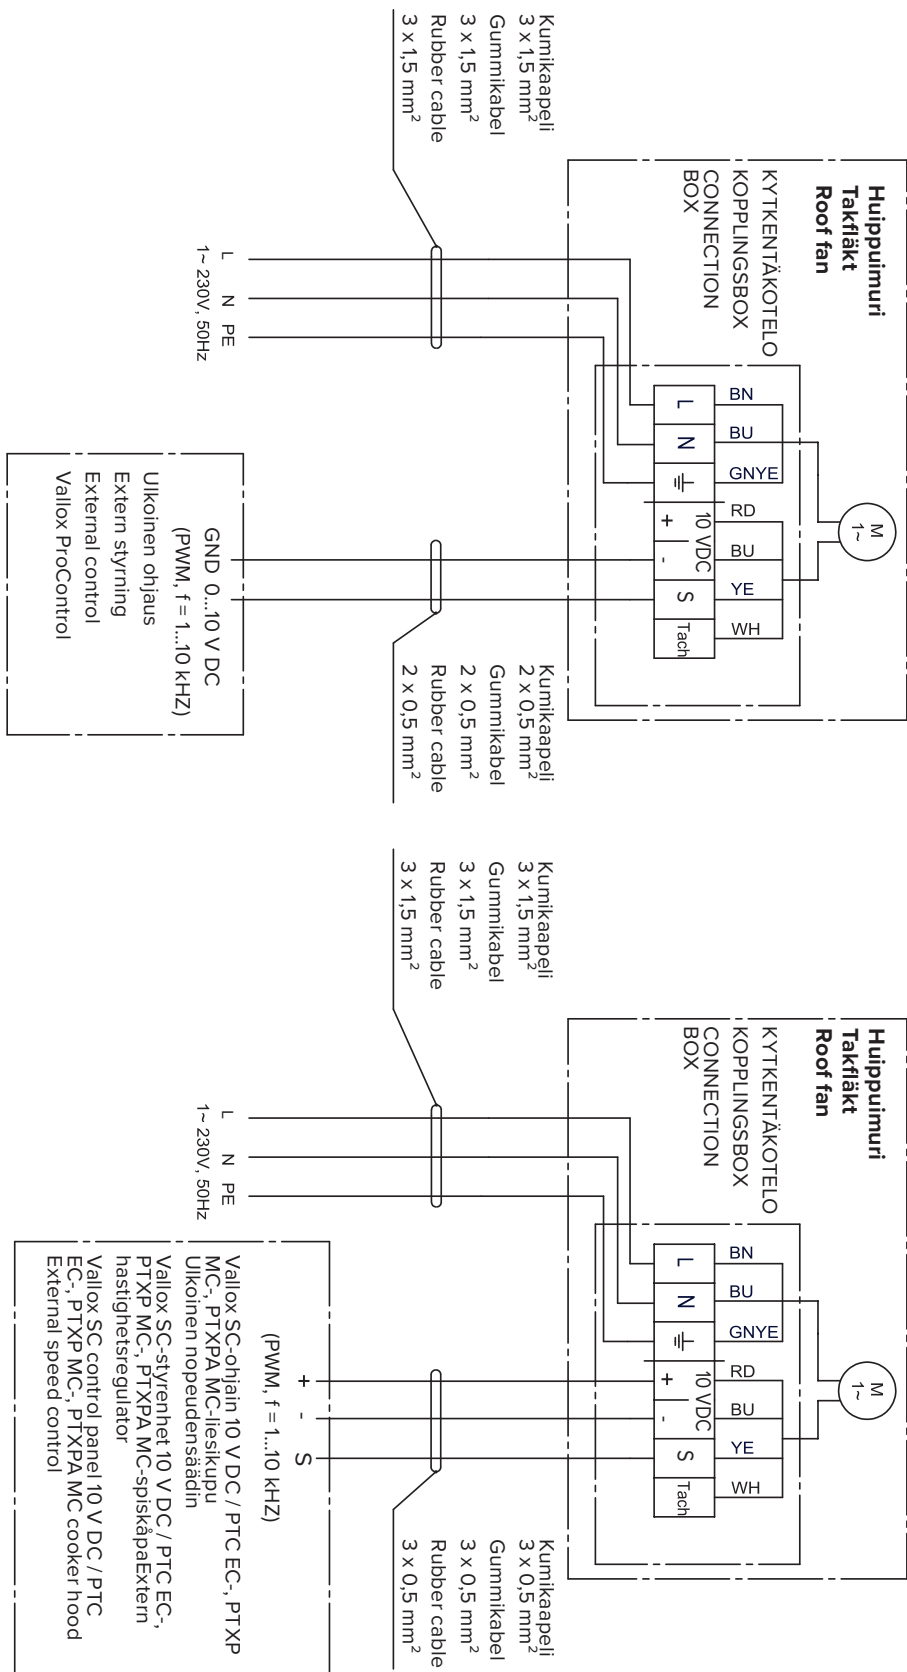 Huippuimuri
Takfläkt
Roof fan
KYTKENTÄKOTELO
KOPPLINGSBOX
CONNECTION
BOX
M
1~
BN
BU
GNYE
RD
BU
YE
WH
L
N
+
-
10 VDC
S
Tach
Kumikaapeli
3 x 1,5 mm²
Gummikabel
3 x 1,5 mm²
Rubber cable
3 x 1,5 mm²
Kumikaapeli
2 x 0,5 mm²
Gummikabel
2 x 0,5 mm²
Rubber cable
2 x 0,5 mm²
L N PE
1~ 230V, 50Hz
GND 0...10 V DC
(PWM, f = 1...10 kHZ)
Ulkoinen ohjaus
Extern styrning
External control
Vallox ProControl
Huippuimuri
Takfläkt
Roof fan
KYTKENTÄKOTELO
KOPPLINGSBOX
CONNECTION
BOX
M
1~
BN
BU
GNYE
RD
BU
YE
WH
L
N
+
-
10 VDC
S
Tach
Kumikaapeli
3 x 1,5 mm²
Gummikabel
3 x 1,5 mm²
Rubber cable
3 x 1,5 mm²
Kumikaapeli
3 x 0,5 mm²
Gummikabel
3 x 0,5 mm²
Rubber cable
3 x 0,5 mm²
L N PE
1~ 230V, 50Hz
+ - S
(PWM, f = 1...10 kHZ)
Vallox SC-ohjain 10 V DC / PTC EC-, PTXP
MC-, PTXPA MC-liesikupu
Ulkoinen nopeudensäädin
Vallox SC-styrenhet 10 V DC / PTC EC-,
PTXP MC-, PTXPA MC-spiskåpaExtern
hastighetsregulator
Vallox SC control panel 10 V DC / PTC
EC-, PTXP MC-, PTXPA MC cooker hood
External speed control